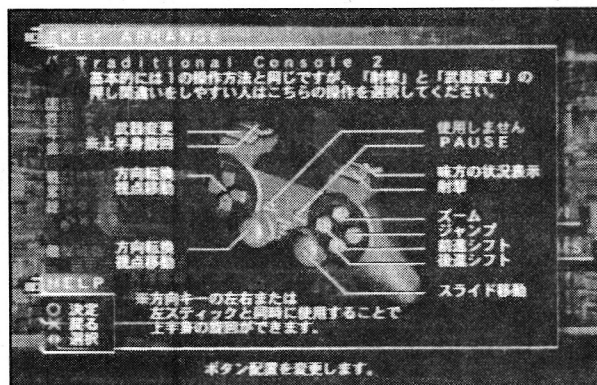 KEY ARRANGE
Traditional Console 2
基本的には1の操作方法と同じですが、「射撃」と「武器変更」の
押し間違いをしやすい人はこちらの操作を選択してください。
武器変更
※上半身旋回
方向転換
視点移動
方向転換
視点移動
使用しません
PAUSE
味方の状況表示
射撃
ズーム
ジャンプ
前進シフト
後退シフト
スライド移動
HELP
○ 決定
× 戻る
選択
※方向キーの左右または
左スティックと同時に使用することで
上半身の旋回ができます。
ボタン配置を変更します。